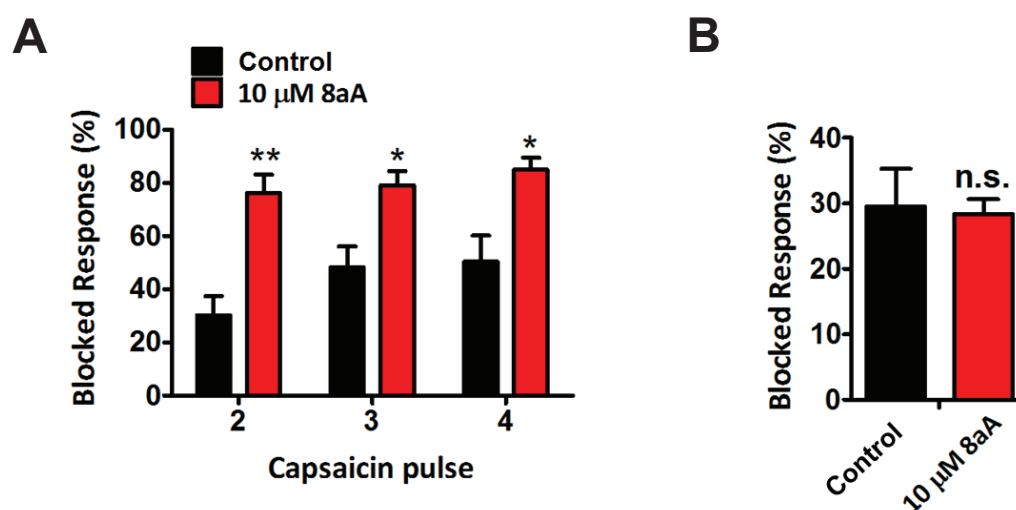 A
Control
10 μM 8aA
Blocked Response (%)
100
80
60
40
20
0
**
*
*
2
3
4
Capsaicin pulse
B
Blocked Response (%)
40
30
20
10
0
n.s.
Control
10 μM 8aA